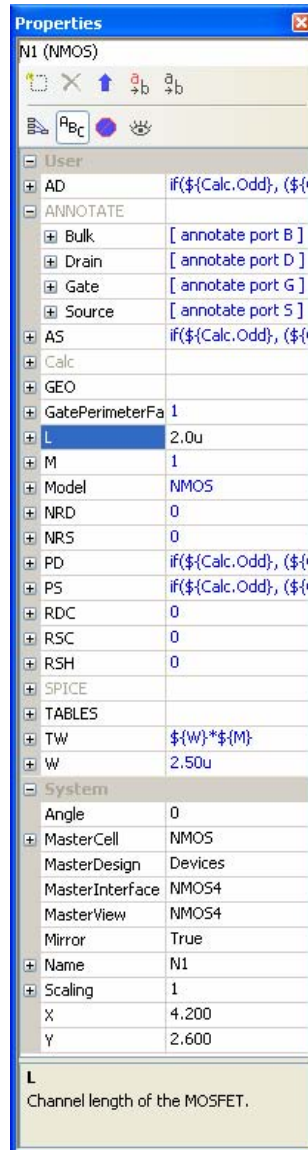 Properties
N1 (NMOS)
a b a b
ABC
User
AD if(${Calc.Odd}, (${
ANNOTATE
Bulk [ annotate port B ]
Drain [ annotate port D ]
Gate [ annotate port G ]
Source [ annotate port S ]
AS if(${Calc.Odd}, (${
Calc
GEO
GatePerimeterFa 1
L 2.0u
M 1
Model NMOS
NRD 0
NRS 0
PD if(${Calc.Odd}, (${
PS if(${Calc.Odd}, (${
RDC 0
RSC 0
RSH 0
SPICE
TABLES
TW ${W}*${M}
W 2.50u
System
Angle 0
MasterCell NMOS
MasterDesign Devices
MasterInterface NMOS4
MasterView NMOS4
Mirror True
Name N1
Scaling 1
X 4.200
Y 2.600
L
Channel length of the MOSFET.